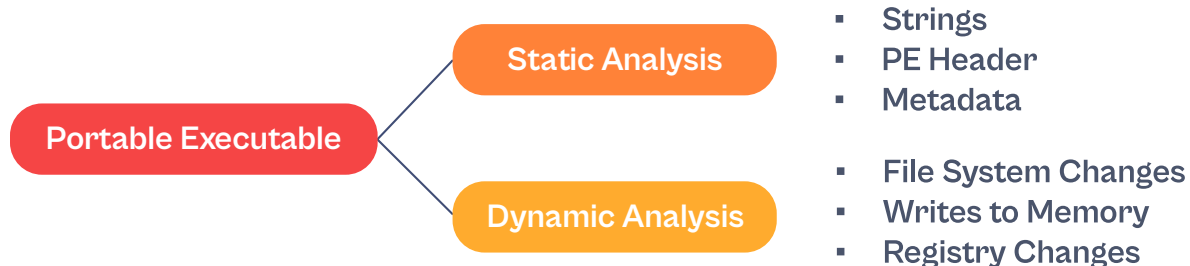 Portable Executable
Static Analysis
▪ Strings
▪ PE Header
▪ Metadata
Dynamic Analysis
▪ File System Changes
▪ Writes to Memory
▪ Registry Changes